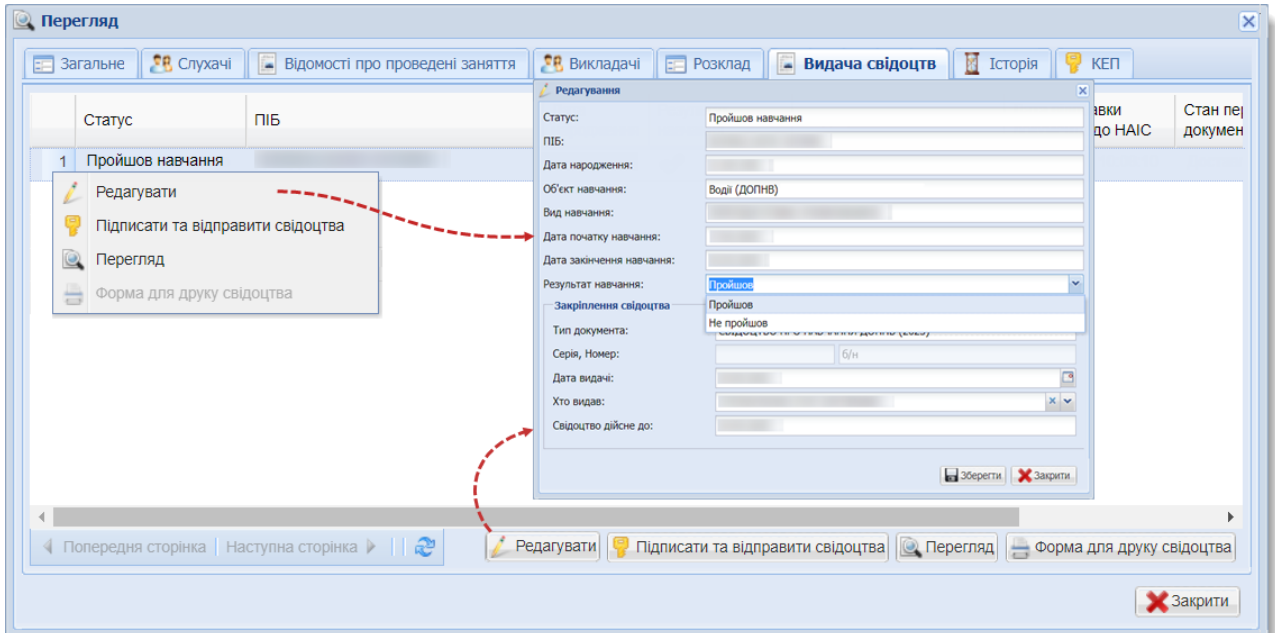 Перегляд
Загальне
Слухачі
Відомості про проведені заняття
Викладачі
Розклад
Видача свідоцтв
Історія
КЕП
Статус
ПІБ
до НАІС
Стан
1 Пройшов навчання
Редагувати
Підписати та відправити свідоцтва
Перегляд
Форма для друку свідоцтва
Редагування
Статус: Пройшов навчання
ПІБ:
Дата народження:
Об'єкт навчання: Водії (ДОПНВ)
Вид навчання:
Дата початку навчання:
Дата закінчення навчання:
Результат навчання: Пройшов
Пройшов
Не пройшов
Закріплення свідоцтва
Тип документа:
Серія, Номер: б/н
Дата видачі:
Хто видав:
Свідоцтво дійсне до:
Зберегти
Закрити
Попередня сторінка
Наступна сторінка
Редагувати
Підписати та відправити свідоцтва
Перегляд
Форма для друку свідоцтва
Закрити